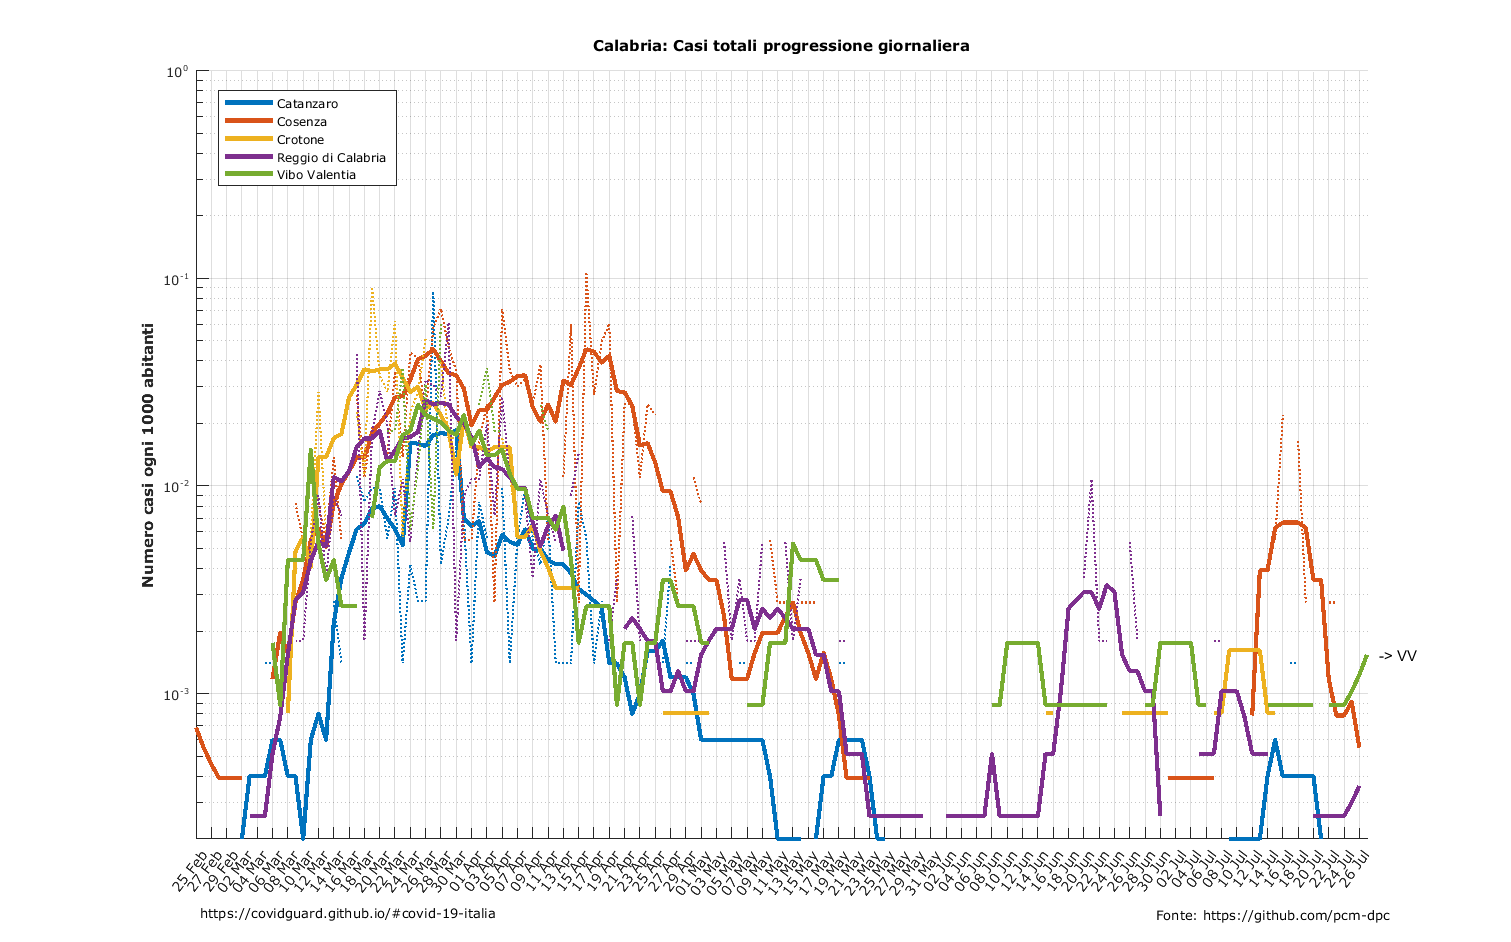 Calabria: Casi totali progressione giornaliera
10⁰
10⁻¹
10⁻²
10⁻³
Numero casi ogni 1000 abitanti
Catanzaro
Cosenza
Crotone
Reggio di Calabria
Vibo Valentia
-> VV
25 Feb
27 Feb
29 Feb
02 Mar
04 Mar
06 Mar
08 Mar
10 Mar
12 Mar
14 Mar
16 Mar
18 Mar
20 Mar
22 Mar
24 Mar
26 Mar
28 Mar
30 Mar
01 Apr
03 Apr
05 Apr
07 Apr
09 Apr
11 Apr
13 Apr
15 Apr
17 Apr
19 Apr
21 Apr
23 Apr
25 Apr
27 Apr
29 Apr
01 May
03 May
05 May
07 May
09 May
11 May
13 May
15 May
17 May
19 May
21 May
23 May
25 May
27 May
29 May
31 May
02 Jun
04 Jun
06 Jun
08 Jun
10 Jun
12 Jun
14 Jun
16 Jun
18 Jun
20 Jun
22 Jun
24 Jun
26 Jun
28 Jun
30 Jun
02 Jul
04 Jul
06 Jul
08 Jul
10 Jul
12 Jul
14 Jul
16 Jul
18 Jul
20 Jul
22 Jul
24 Jul
26 Jul
https://covidguard.github.io/#covid-19-italia
Fonte: https://github.com/pcm-dpc